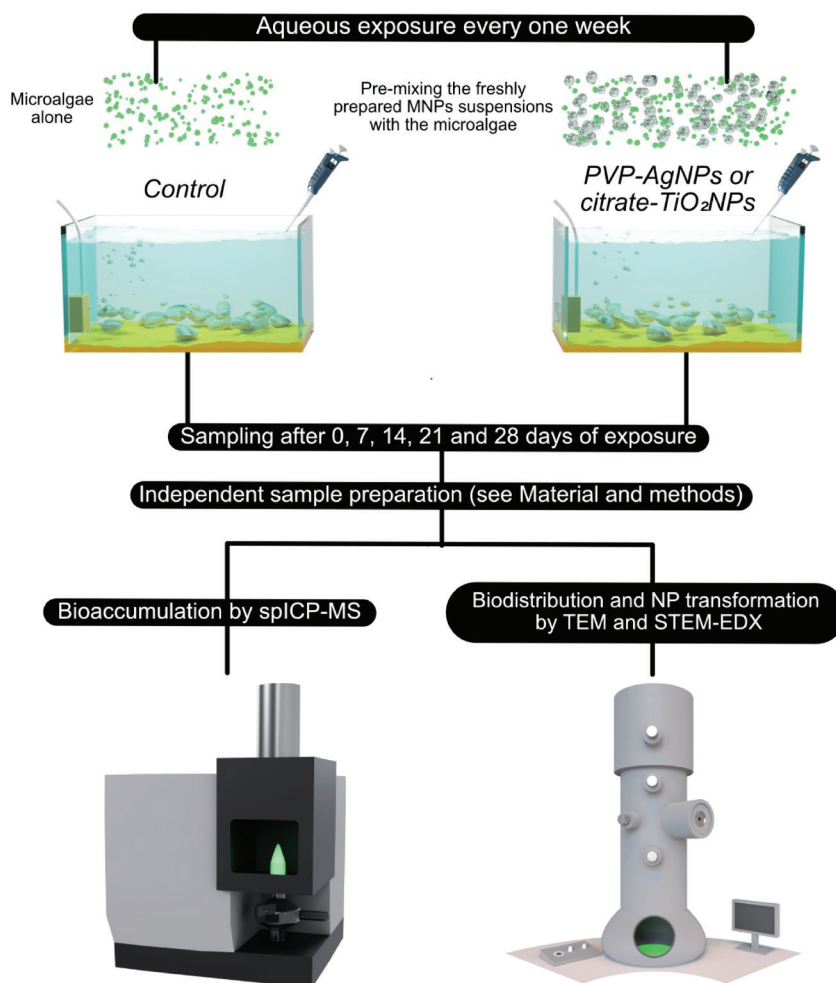 Aqueous exposure every one week
Microalgae
alone
Pre-mixing the freshly
prepared MNPs suspensions
with the microalgae
Control
PVP-AgNPs or
citrate-TiO₂NPs
Sampling after 0, 7, 14, 21 and 28 days of exposure
Independent sample preparation (see Material and methods)
Bioaccumulation by spICP-MS
Biodistribution and NP transformation
by TEM and STEM-EDX